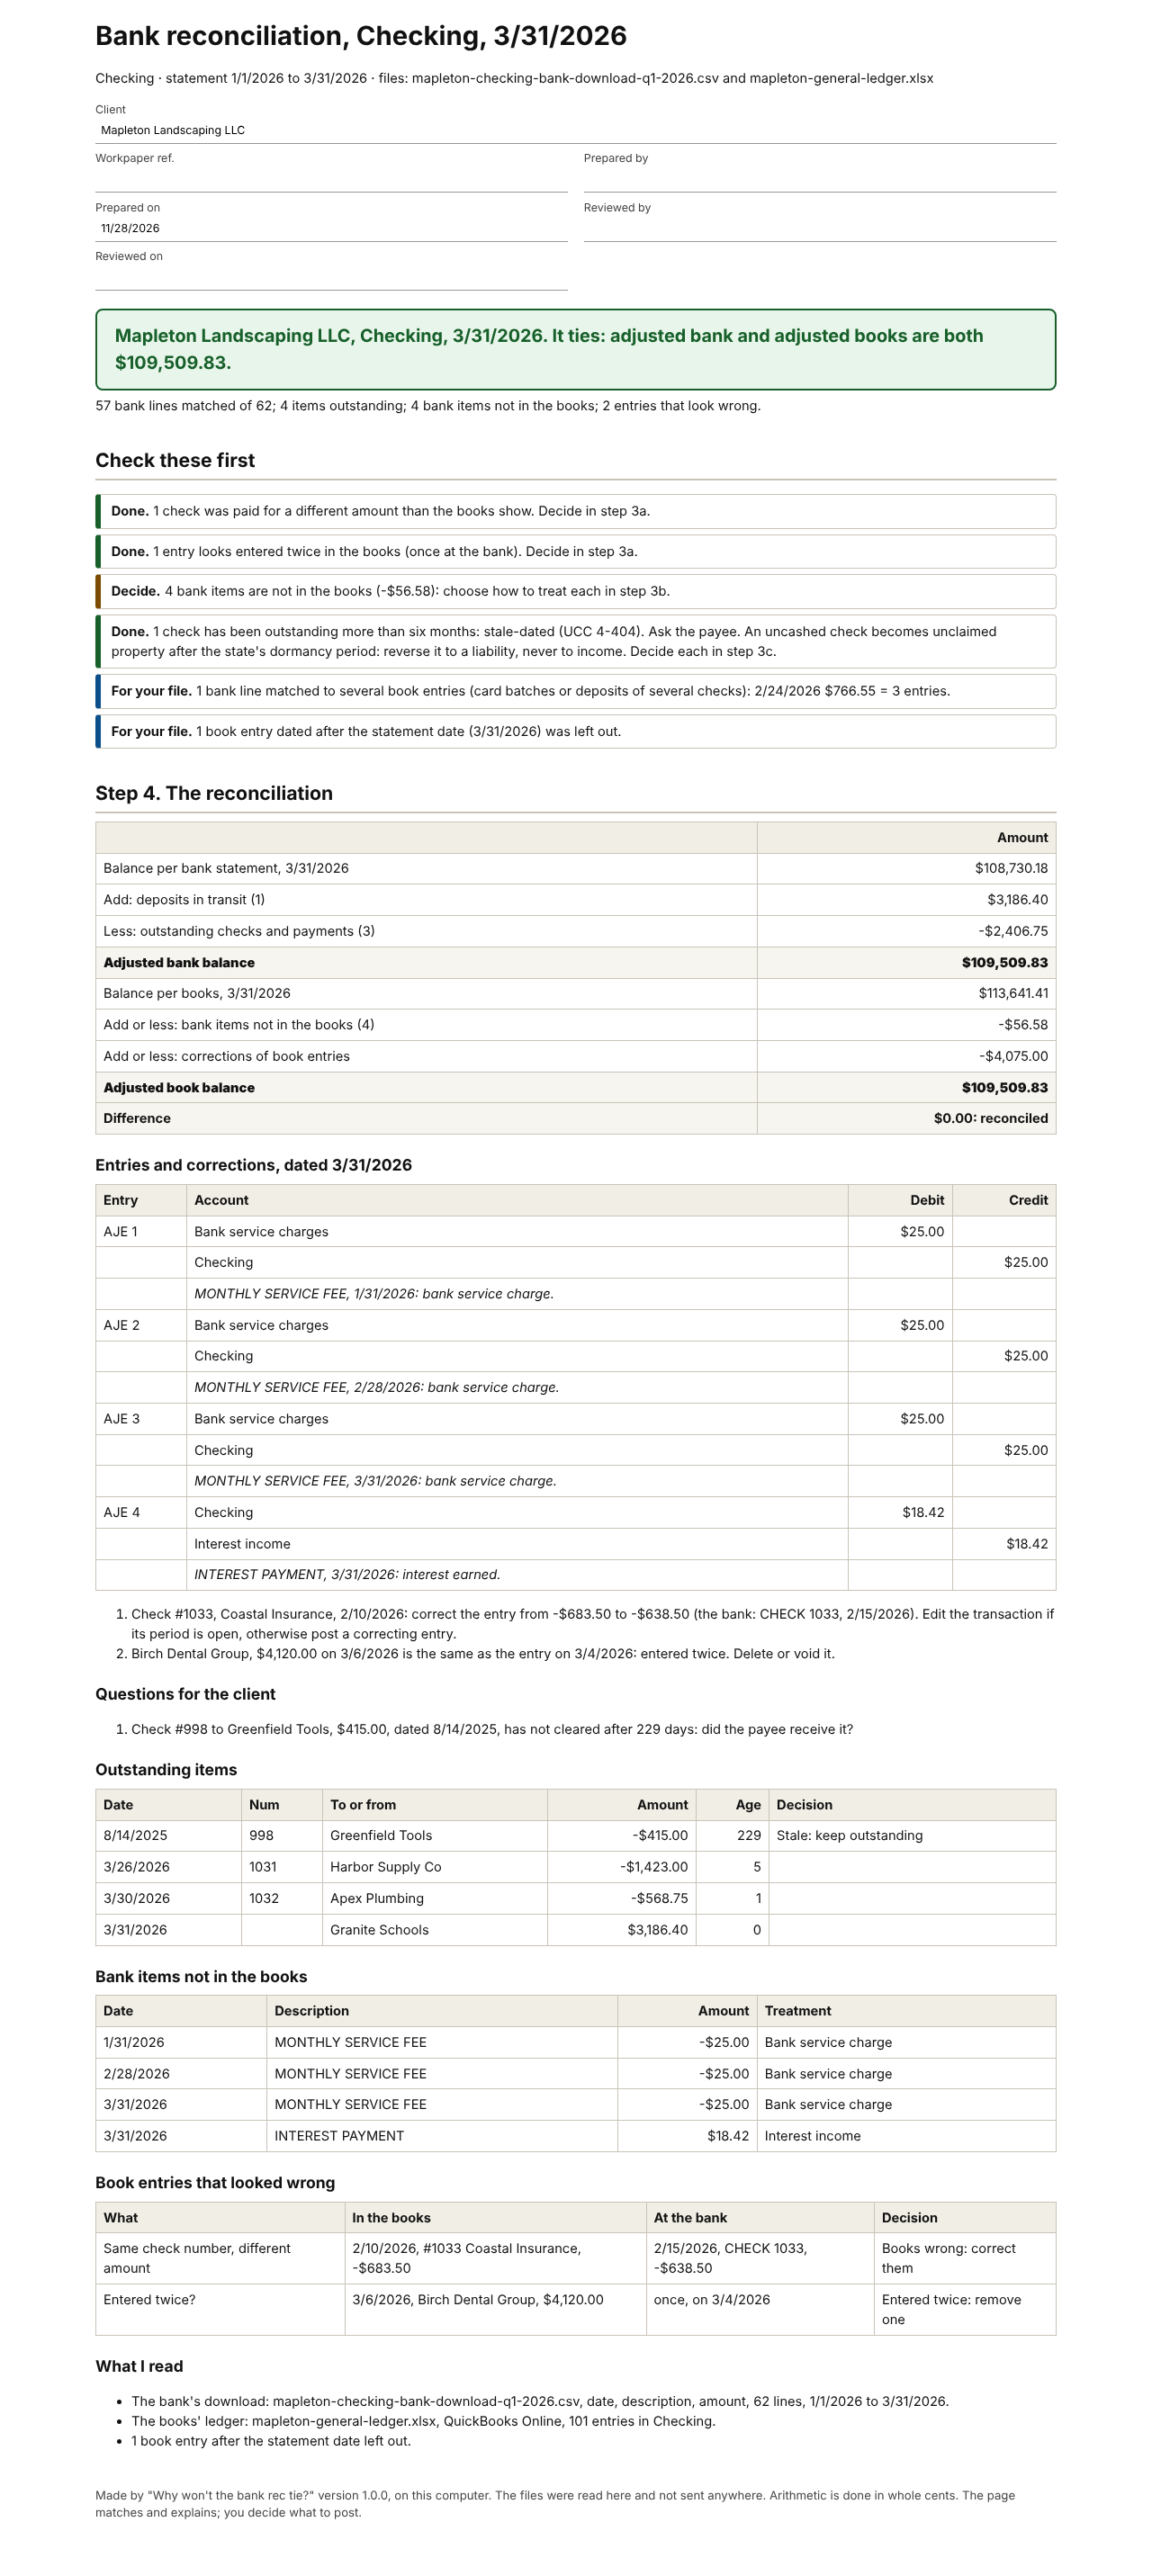 Bank reconciliation, Checking, 3/31/2026
Checking · statement 1/1/2026 to 3/31/2026 · files: mapleton-checking-bank-download-q1-2026.csv and mapleton-general-ledger.xlsx
Client
Mapleton Landscaping LLC
Workpaper ref.
Prepared by
Prepared on
11/28/2026
Reviewed by
Reviewed on
Mapleton Landscaping LLC, Checking, 3/31/2026. It ties: adjusted bank and adjusted books are both
$109,509.83.
57 bank lines matched of 62; 4 items outstanding; 4 bank items not in the books; 2 entries that look wrong.
Check these first
Done. 1 check was paid for a different amount than the books show. Decide in step 3a.
Done. 1 entry looks entered twice in the books (once at the bank). Decide in step 3a.
Decide. 4 bank items are not in the books (-$56.58): choose how to treat each in step 3b.
Done. 1 check has been outstanding more than six months: stale-dated (UCC 4-404). Ask the payee. An uncashed check becomes unclaimed
property after the state's dormancy period: reverse it to a liability, never to income. Decide each in step 3c.
For your file. 1 bank line matched to several book entries (card batches or deposits of several checks): 2/24/2026 $766.55 = 3 entries.
For your file. 1 book entry dated after the statement date (3/31/2026) was left out.
Step 4. The reconciliation
Amount
Balance per bank statement, 3/31/2026 $108,730.18
Add: deposits in transit (1) $3,186.40
Less: outstanding checks and payments (3) -$2,406.75
Adjusted bank balance $109,509.83
Balance per books, 3/31/2026 $113,641.41
Add or less: bank items not in the books (4) -$56.58
Add or less: corrections of book entries -$4,075.00
Adjusted book balance $109,509.83
Difference $0.00: reconciled
Entries and corrections, dated 3/31/2026
Entry Account Debit Credit
AJE 1 Bank service charges $25.00
Checking $25.00
MONTHLY SERVICE FEE, 1/31/2026: bank service charge.
AJE 2 Bank service charges $25.00
Checking $25.00
MONTHLY SERVICE FEE, 2/28/2026: bank service charge.
AJE 3 Bank service charges $25.00
Checking $25.00
MONTHLY SERVICE FEE, 3/31/2026: bank service charge.
AJE 4 Checking $18.42
Interest income $18.42
INTEREST PAYMENT, 3/31/2026: interest earned.
1. Check #1033, Coastal Insurance, 2/10/2026: correct the entry from -$683.50 to -$638.50 (the bank: CHECK 1033, 2/15/2026). Edit the transaction if
its period is open, otherwise post a correcting entry.
2. Birch Dental Group, $4,120.00 on 3/6/2026 is the same as the entry on 3/4/2026: entered twice. Delete or void it.
Questions for the client
1. Check #998 to Greenfield Tools, $415.00, dated 8/14/2025, has not cleared after 229 days: did the payee receive it?
Outstanding items
Date Num To or from Amount Age Decision
8/14/2025 998 Greenfield Tools -$415.00 229 Stale: keep outstanding
3/26/2026 1031 Harbor Supply Co -$1,423.00 5
3/30/2026 1032 Apex Plumbing -$568.75 1
3/31/2026 Granite Schools $3,186.40 0
Bank items not in the books
Date Description Amount Treatment
1/31/2026 MONTHLY SERVICE FEE -$25.00 Bank service charge
2/28/2026 MONTHLY SERVICE FEE -$25.00 Bank service charge
3/31/2026 MONTHLY SERVICE FEE -$25.00 Bank service charge
3/31/2026 INTEREST PAYMENT $18.42 Interest income
Book entries that looked wrong
What In the books At the bank Decision
Same check number, different 2/10/2026, #1033 Coastal Insurance, 2/15/2026, CHECK 1033, Books wrong: correct
amount -$683.50 -$638.50 them
Entered twice? 3/6/2026, Birch Dental Group, $4,120.00 once, on 3/4/2026 Entered twice: remove
one
What I read
• The bank's download: mapleton-checking-bank-download-q1-2026.csv, date, description, amount, 62 lines, 1/1/2026 to 3/31/2026.
• The books' ledger: mapleton-general-ledger.xlsx, QuickBooks Online, 101 entries in Checking.
• 1 book entry after the statement date left out.
Made by "Why won't the bank rec tie?" version 1.0.0, on this computer. The files were read here and not sent anywhere. Arithmetic is done in whole cents. The page
matches and explains; you decide what to post.